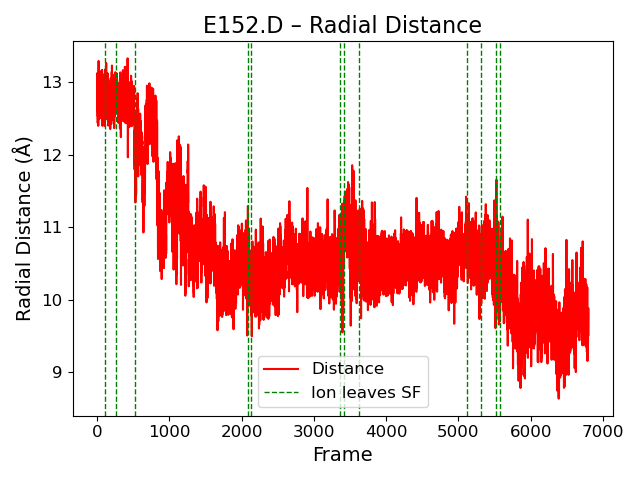 E152.D – Radial Distance
Radial Distance (Å)
13
12
11
10
9
Distance
Ion leaves SF
0 1000 2000 3000 4000 5000 6000 7000
Frame